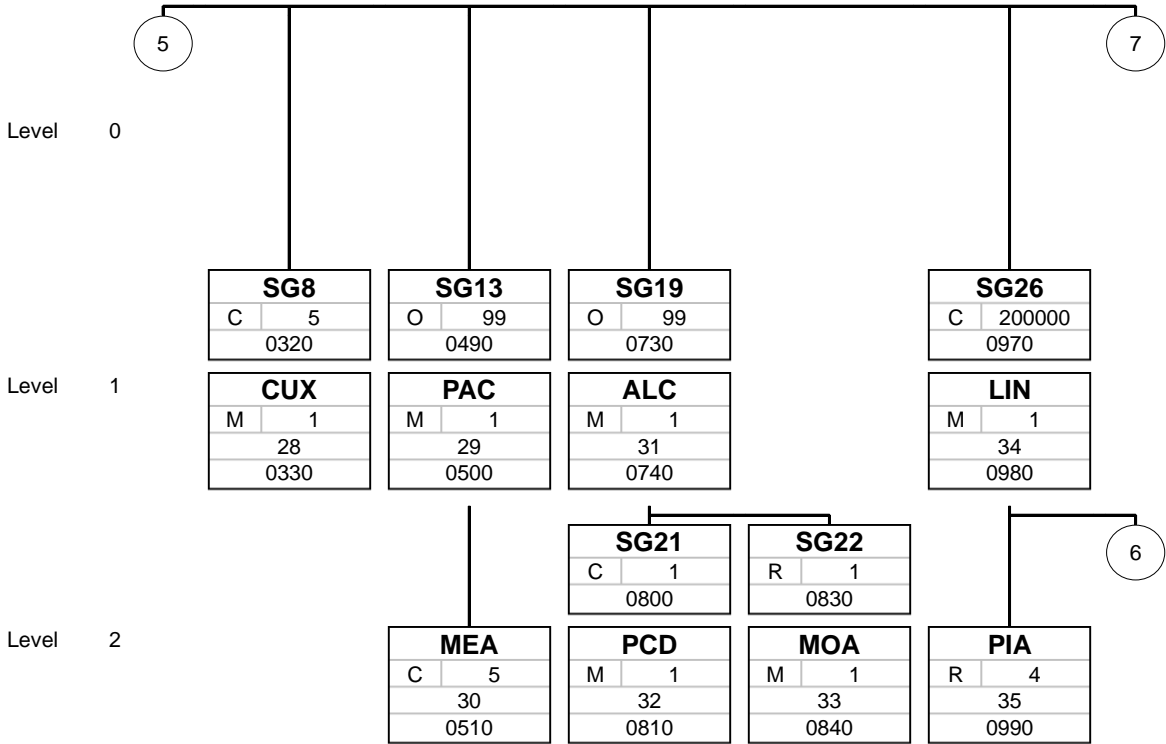 5 7
Level 0
SG8 SG13 SG19 SG26
C 5 O 99 O 99 C 200000
0320 0490 0730 0970
Level 1
CUX PAC ALC LIN
M 1 M 1 M 1 M 1
28 29 31 34
0330 0500 0740 0980
SG21 SG22 6
C 1 R 1
0800 0830
Level 2
MEA PCD MOA PIA
C 5 M 1 M 1 R 4
30 32 33 35
0510 0810 0840 0990